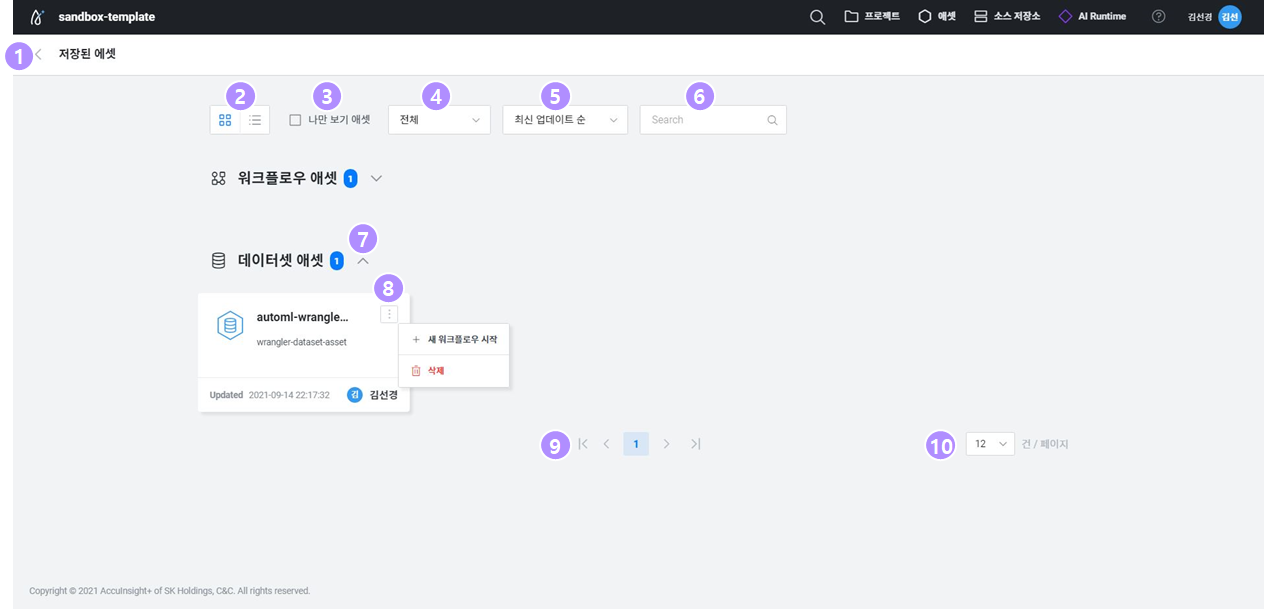 sandbox-template 프로젝트 애셋 소스 저장소 AI Runtime ? 김선경 김선
1 저장된 에셋
2 3 4 5 6
나만 보기 애셋 전체 최신 업데이트 순 Search
워크플로우 애셋 1
7
데이터셋 애셋 1
8
automl-wrangle...
wrangler-dataset-asset
+ 새 워크플로우 시작
삭제
Updated 2021-09-14 22:17:32 김 김선경
9 1 10 12 건 / 페이지
Copyright © 2021 AccuInsight+ of SK Holdings, C&C. All rights reserved.